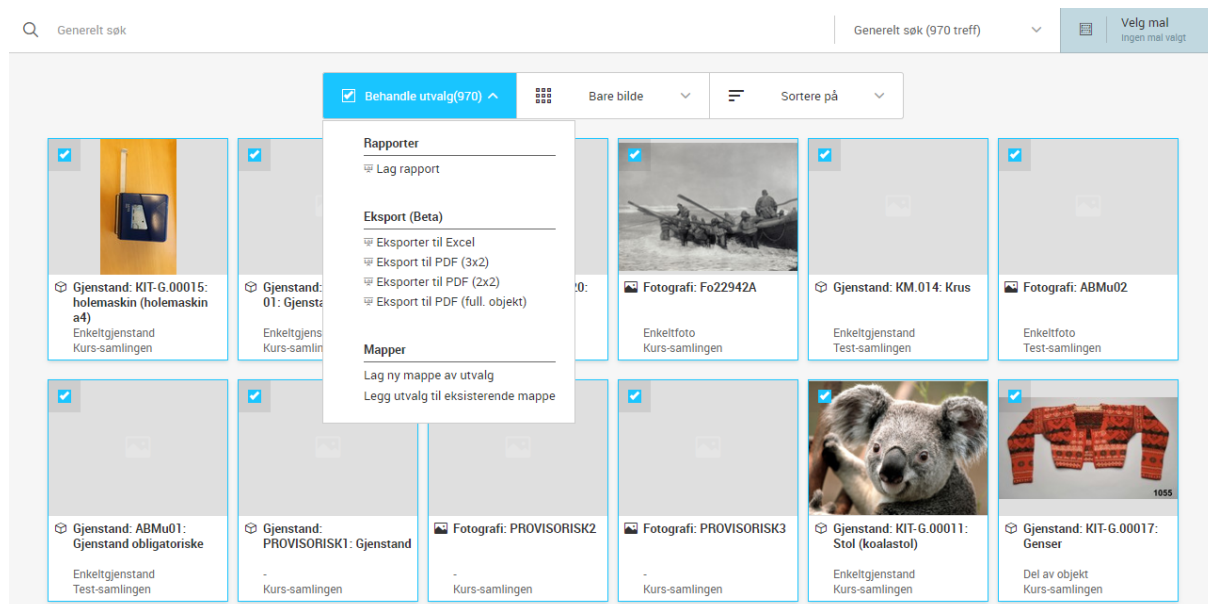 Generelt søk
Generelt søk (970 treff)
Velg mal
Ingen mal valgt
Behandle utvalg(970)
Bare bilde
Sortere på
Rapporter
Lag rapport
Eksport (Beta)
Eksporter til Excel
Eksport til PDF (3x2)
Eksporter til PDF (2x2)
Eksport til PDF (full. objekt)
Mapper
Lag ny mappe av utvalg
Legg utvalg til eksisterende mappe
Gjenstand: KIT-G.00015:
holemaskin (holemaskin
a4)
Enkeltgjenstand
Kurs-samlingen
Gjenstand:
01: Gjensta
Enkeltgjens
Kurs-samlin
20:
Fotografi: Fo22942A
Enkeltfoto
Kurs-samlingen
Gjenstand: KM.014: Krus
Enkeltgjenstand
Test-samlingen
Fotografi: ABMu02
Enkeltfoto
Test-samlingen
Gjenstand: ABMu01:
Gjenstand obligatoriske
Enkeltgjenstand
Test-samlingen
Gjenstand:
PROVISORISK1: Gjenstand
-
Kurs-samlingen
Fotografi: PROVISORISK2
-
Kurs-samlingen
Fotografi: PROVISORISK3
-
Kurs-samlingen
Gjenstand: KIT-G.00011:
Stol (koalastol)
Enkeltgjenstand
Kurs-samlingen
1055
Gjenstand: KIT-G.00017:
Genser
Del av objekt
Kurs-samlingen